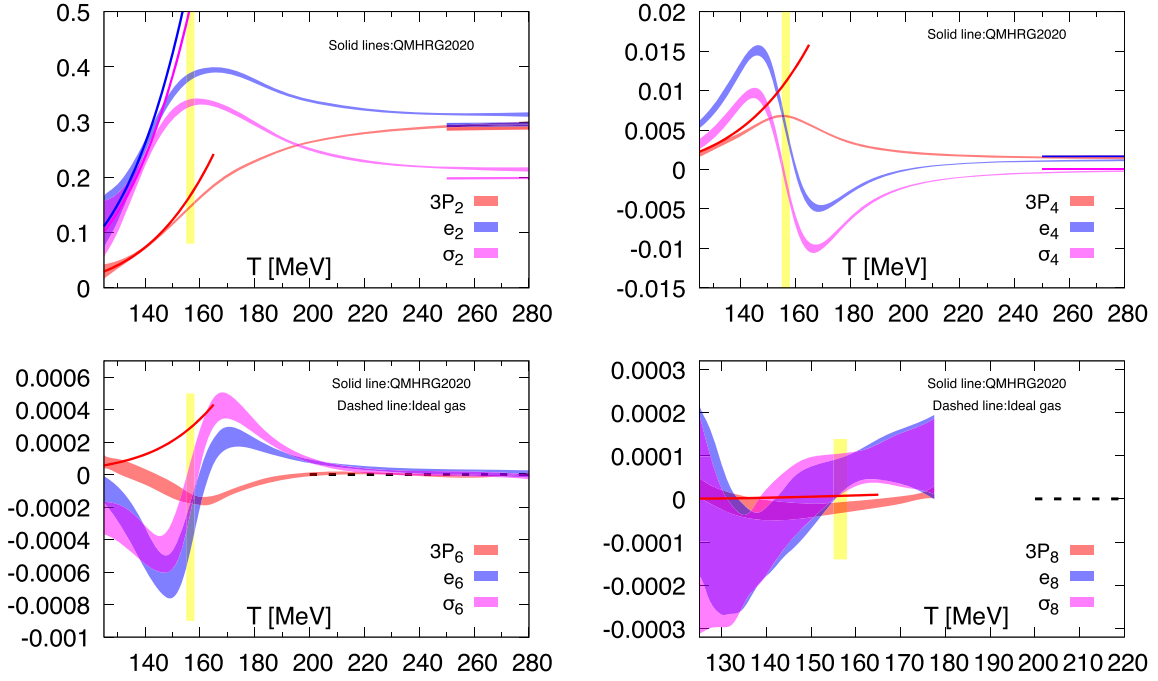 0.5
0.4
0.3
0.2
0.1
0
Solid lines:QMHRG2020
3P2
e2
σ2
T [MeV]
140 160 180 200 220 240 260 280
0.02
0.015
0.01
0.005
0
-0.005
-0.01
-0.015
Solid line:QMHRG2020
3P4
e4
σ4
T [MeV]
140 160 180 200 220 240 260 280
0.0006
0.0004
0.0002
0
-0.0002
-0.0004
-0.0006
-0.0008
-0.001
Solid line:QMHRG2020
Dashed line:Ideal gas
3P6
e6
σ6
T [MeV]
140 160 180 200 220 240 260 280
0.0003
0.0002
0.0001
0
-0.0001
-0.0002
-0.0003
Solid line:QMHRG2020
Dashed line:Ideal gas
3P8
e8
σ8
T [MeV]
130 140 150 160 170 180 190 200 210 220